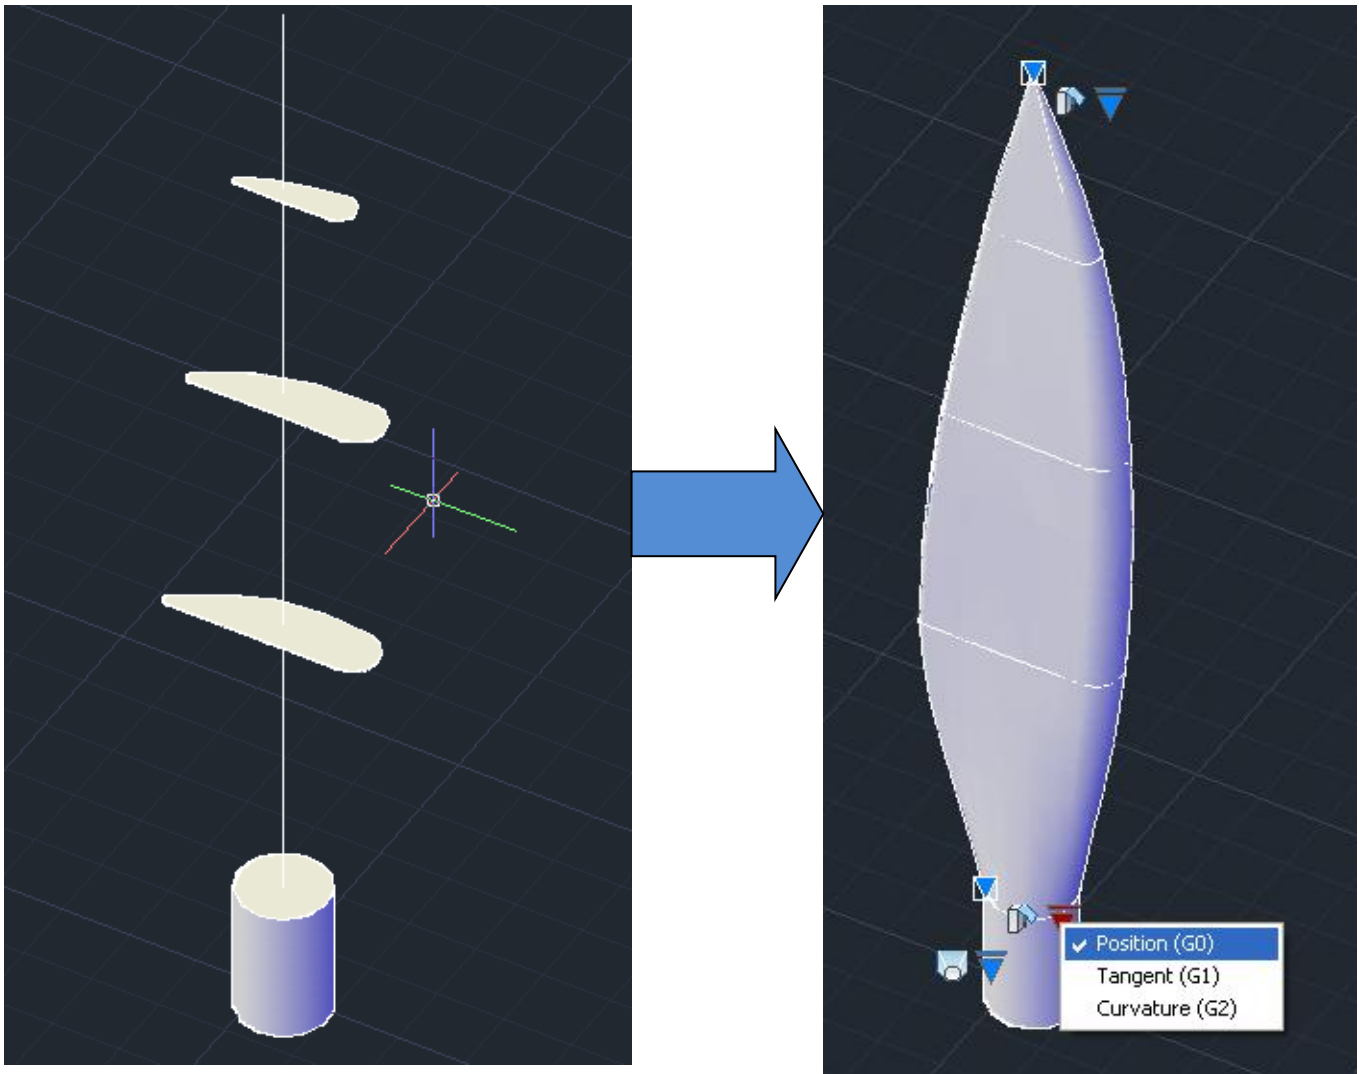 Position (G0)
Tangent (G1)
Curvature (G2)